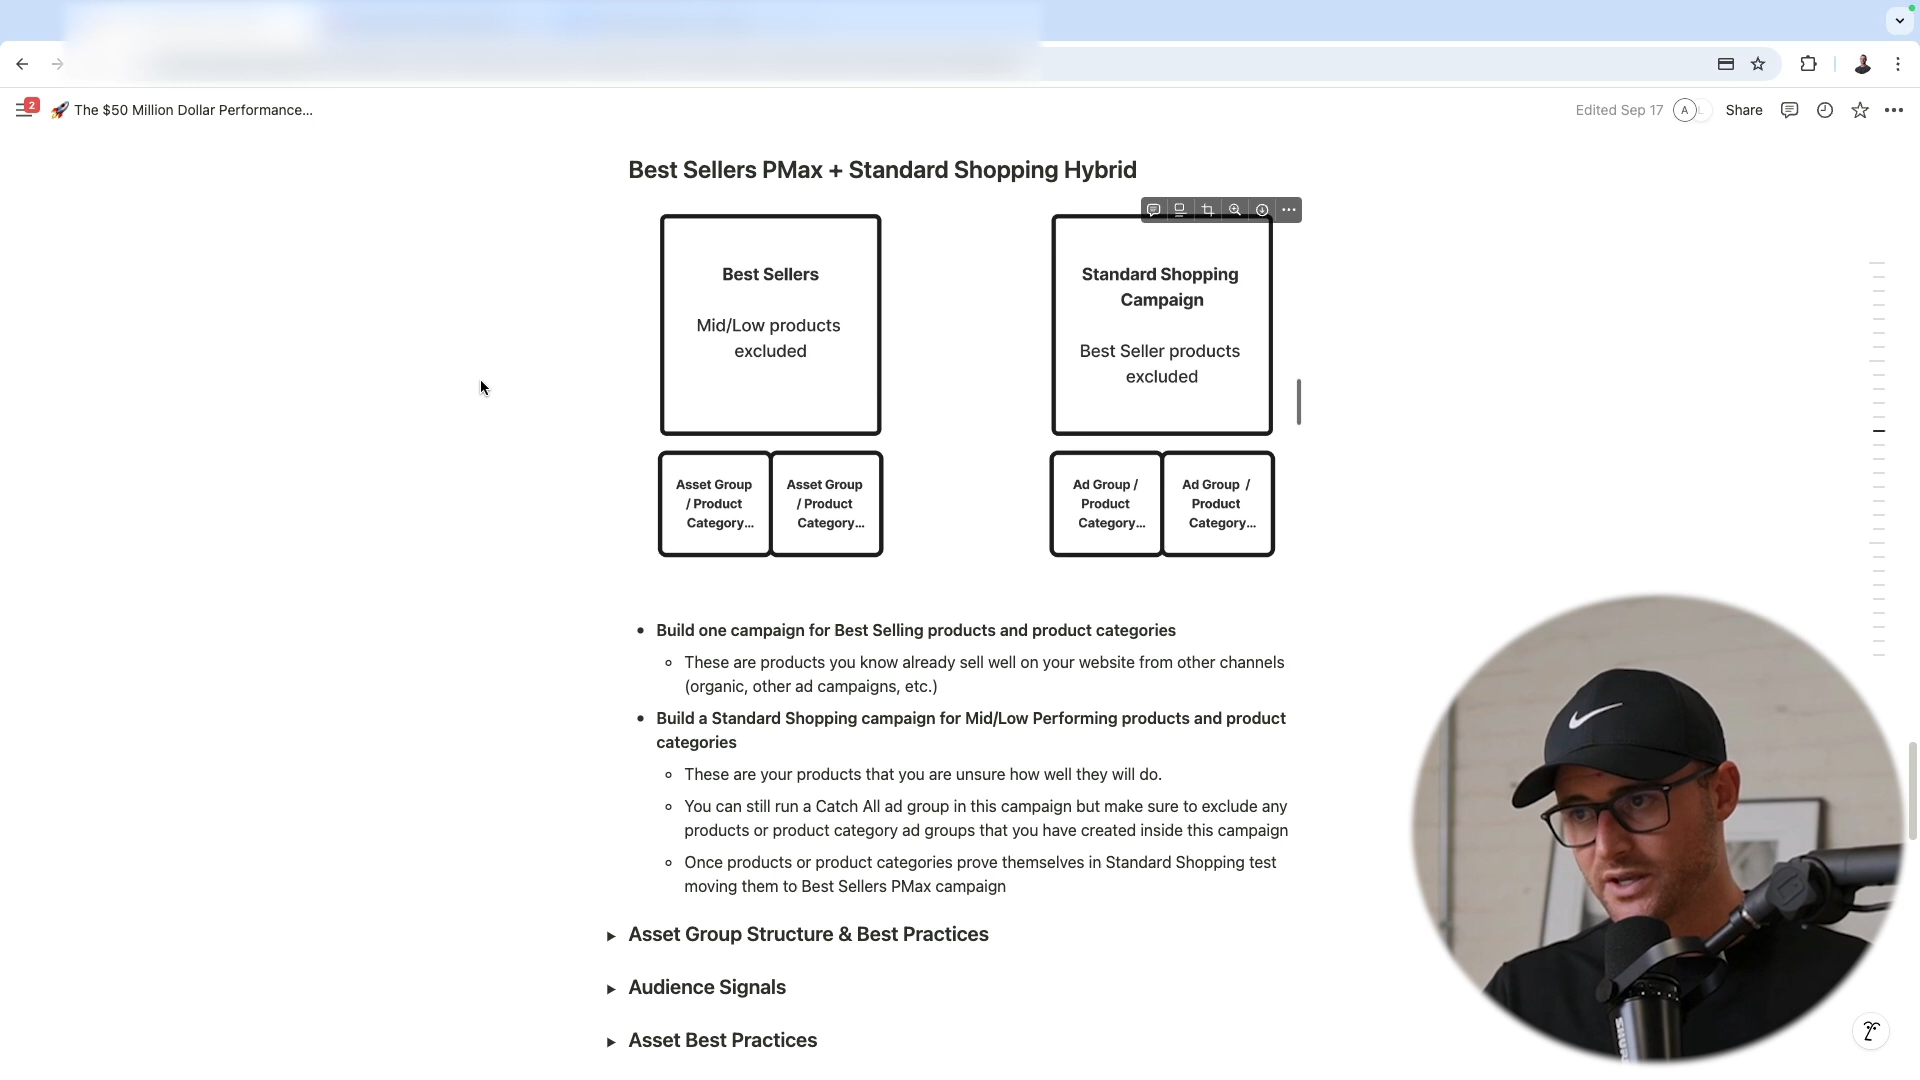 2
🚀 The $50 Million Dollar Performance...
Edited Sep 17
A
Share
Best Sellers PMax + Standard Shopping Hybrid
Best Sellers
Mid/Low products
excluded
Standard Shopping
Campaign
Best Seller products
excluded
Asset Group
/ Product
Category...
Asset Group
/ Product
Category...
Ad Group /
Product
Category...
Ad Group /
Product
Category...
• Build one campaign for Best Selling products and product categories
◦ These are products you know already sell well on your website from other channels
(organic, other ad campaigns, etc.)
• Build a Standard Shopping campaign for Mid/Low Performing products and product
categories
◦ These are your products that you are unsure how well they will do.
◦ You can still run a Catch All ad group in this campaign but make sure to exclude any
products or product category ad groups that you have created inside this campaign
◦ Once products or product categories prove themselves in Standard Shopping test
moving them to Best Sellers PMax campaign
Asset Group Structure & Best Practices
Audience Signals
Asset Best Practices